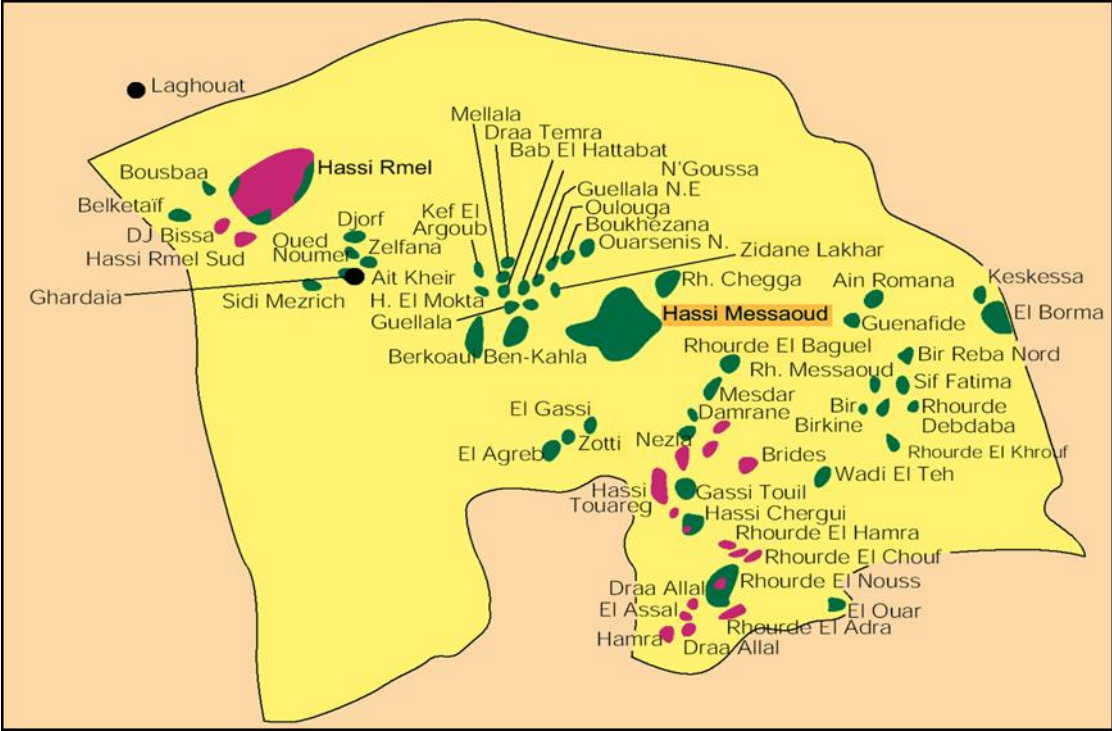 Laghouat
Mellala
Draa Temra
Bab El Hattabat
N'Goussa
Bousbaa
Hassi Rmel
Guellala N.E
Belketaïf
Djorf
Kef El
Argoub
Oulouga
Boukhezana
DJ Bissa
Oued
Noumer
Zelfana
Ouarsenis N.
Zidane Lakhar
Hassi Rmel Sud
Ghardaia
Ait Kheir
Sidi Mezrich
H. El Mokta
Guellala
Rh. Chegga
Ain Romana
Keskessa
Hassi Messaoud
Guenafide
El Borma
Berkoaui
Ben-Kahla
Rhourde El Baguel
Rh. Messaoud
Bir Reba Nord
Mesdar
Sif Fatima
El Gassi
Damrane
Bir
Birkine
Rhourde
Debdaba
El Agreb
Zotti
Nezla
Brides
Rhourde El Khrouf
Wadi El Teh
Hassi
Touareg
Gassi Touil
Hassi Chergui
Rhourde El Hamra
Rhourde El Chouf
Draa Allal
Rhourde El Nouss
El Assal
El Ouar
Rhourde El Adra
Hamra
Draa Allal